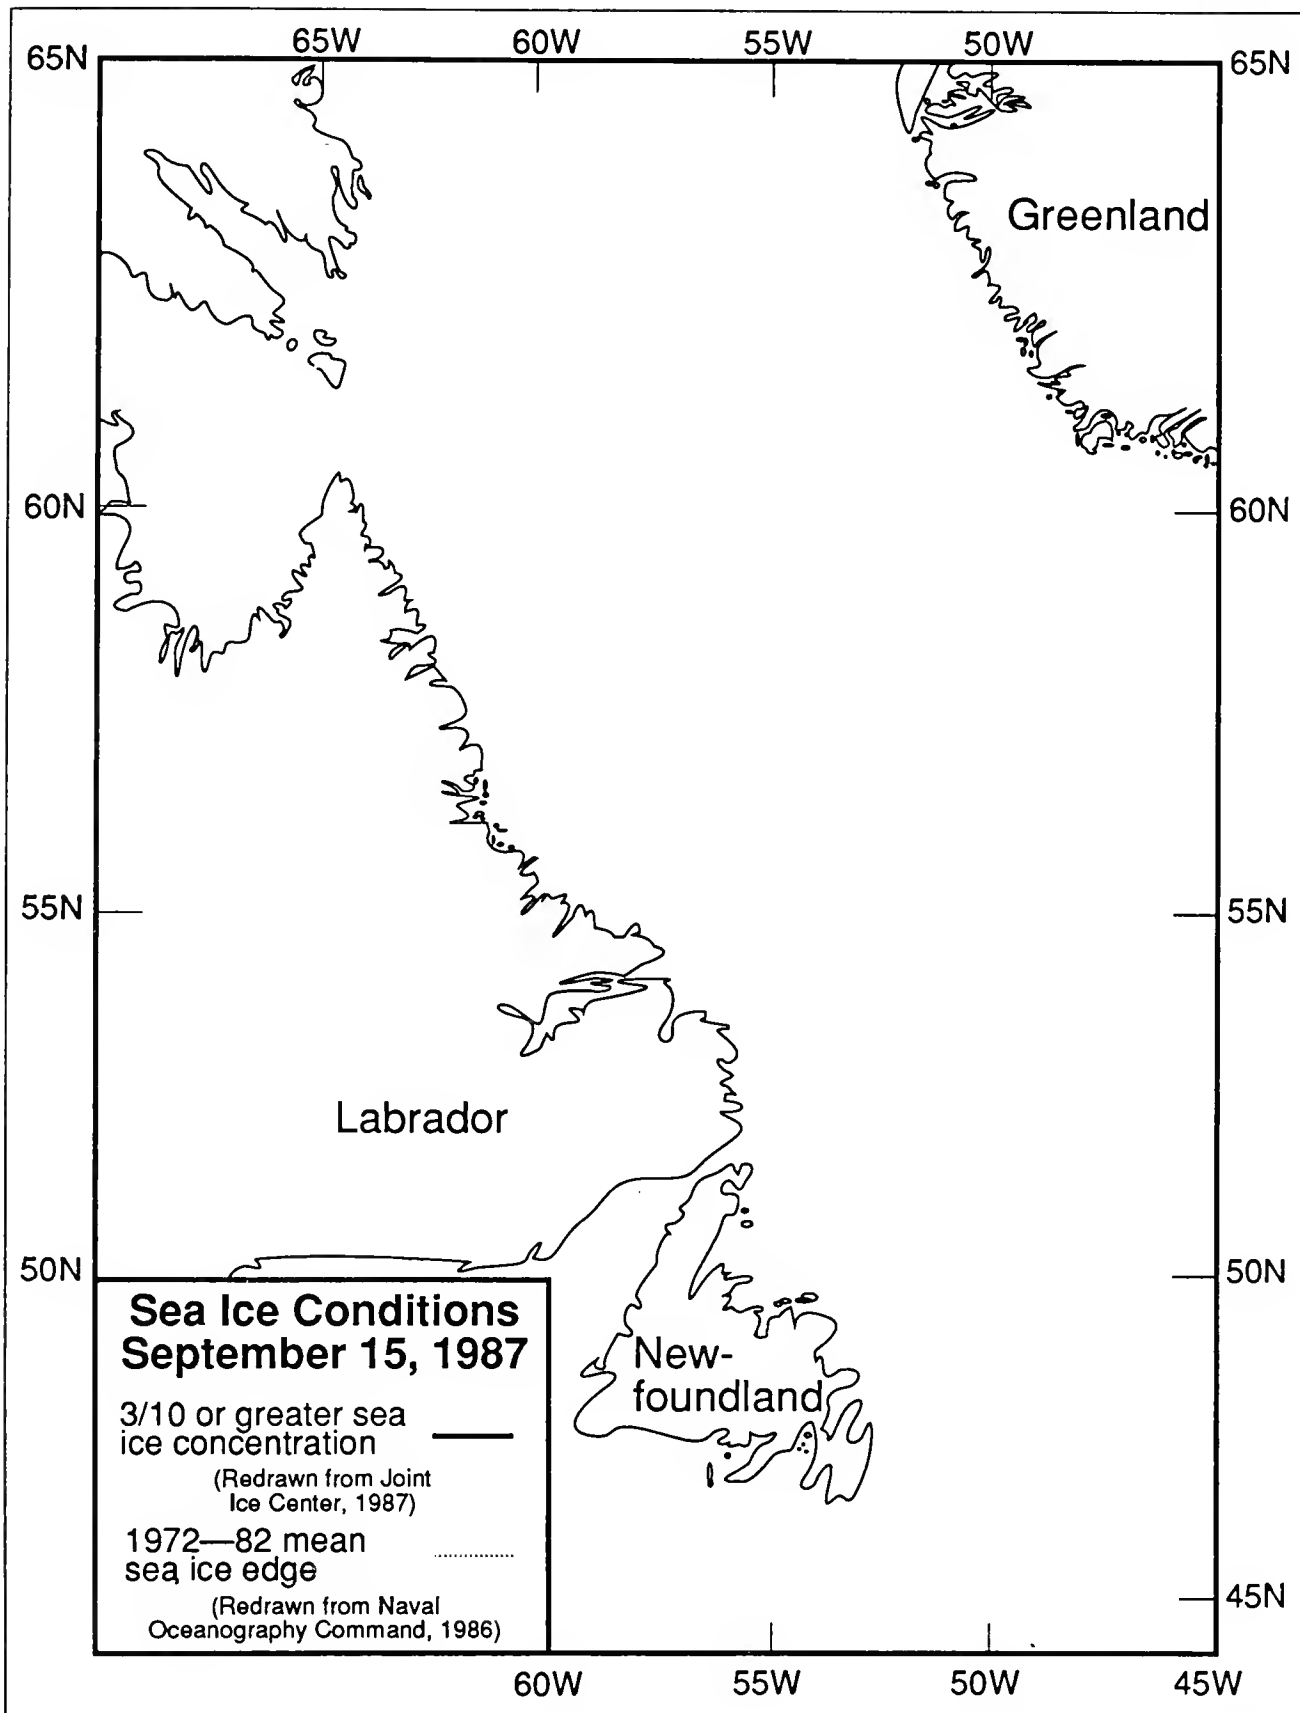 65W 60W 55W 50W
65N 65N
Greenland
60N 60N
55N 55N
Labrador
50N 50N
Sea Ice Conditions
September 15, 1987
New-
foundland
3/10 or greater sea
ice concentration
(Redrawn from Joint
Ice Center, 1987)
1972—82 mean
sea ice edge
(Redrawn from Naval
Oceanography Command, 1986)
45N
60W 55W 50W 45W